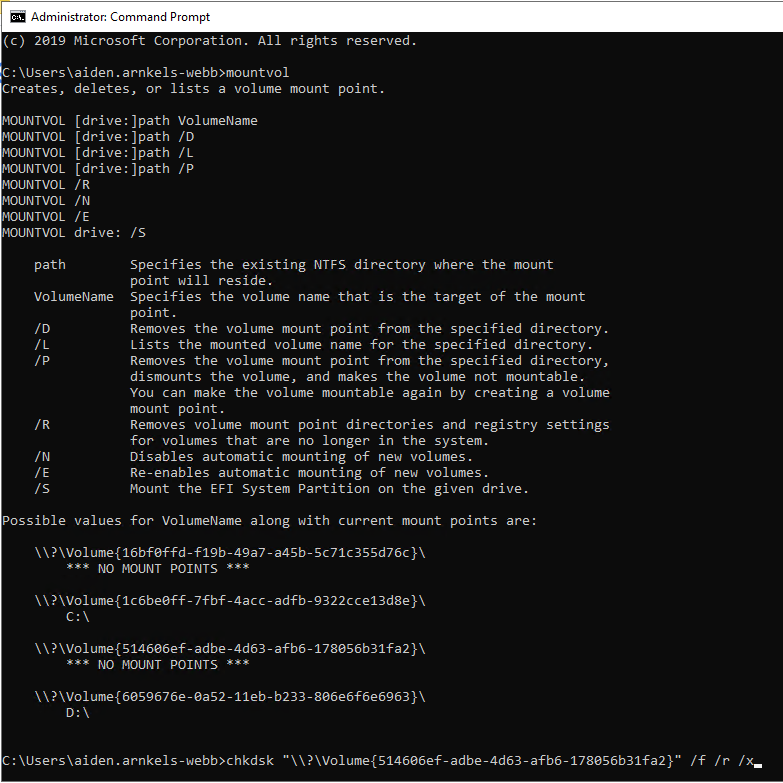 Administrator: Command Prompt
(c) 2019 Microsoft Corporation. All rights reserved.
C:\Users\aiden.arnkels-webb>mountvol
Creates, deletes, or lists a volume mount point.
MOUNTVOL [drive:]path VolumeName
MOUNTVOL [drive:]path /D
MOUNTVOL [drive:]path /L
MOUNTVOL [drive:]path /P
MOUNTVOL /R
MOUNTVOL /N
MOUNTVOL /E
MOUNTVOL drive: /S
path Specifies the existing NTFS directory where the mount
point will reside.
VolumeName Specifies the volume name that is the target of the mount
point.
/D Removes the volume mount point from the specified directory.
/L Lists the mounted volume name for the specified directory.
/P Removes the volume mount point from the specified directory,
dismounts the volume, and makes the volume not mountable.
You can make the volume mountable again by creating a volume
mount point.
/R Removes volume mount point directories and registry settings
for volumes that are no longer in the system.
/N Disables automatic mounting of new volumes.
/E Re-enables automatic mounting of new volumes.
/S Mount the EFI System Partition on the given drive.
Possible values for VolumeName along with current mount points are:
\\?\Volume{16bf0ffd-f19b-49a7-a45b-5c71c355d76c}\
*** NO MOUNT POINTS ***
\\?\Volume{1c6be0ff-7fbf-4acc-adfb-9322cce13d8e}\
C:\
\\?\Volume{514606ef-adbe-4d63-afb6-178056b31fa2}\
*** NO MOUNT POINTS ***
\\?\Volume{6059676e-0a52-11eb-b233-806e6f6e6963}\
D:\
C:\Users\aiden.arnkels-webb>chkdsk "\\?\Volume{514606ef-adbe-4d63-afb6-178056b31fa2}" /f /r /x